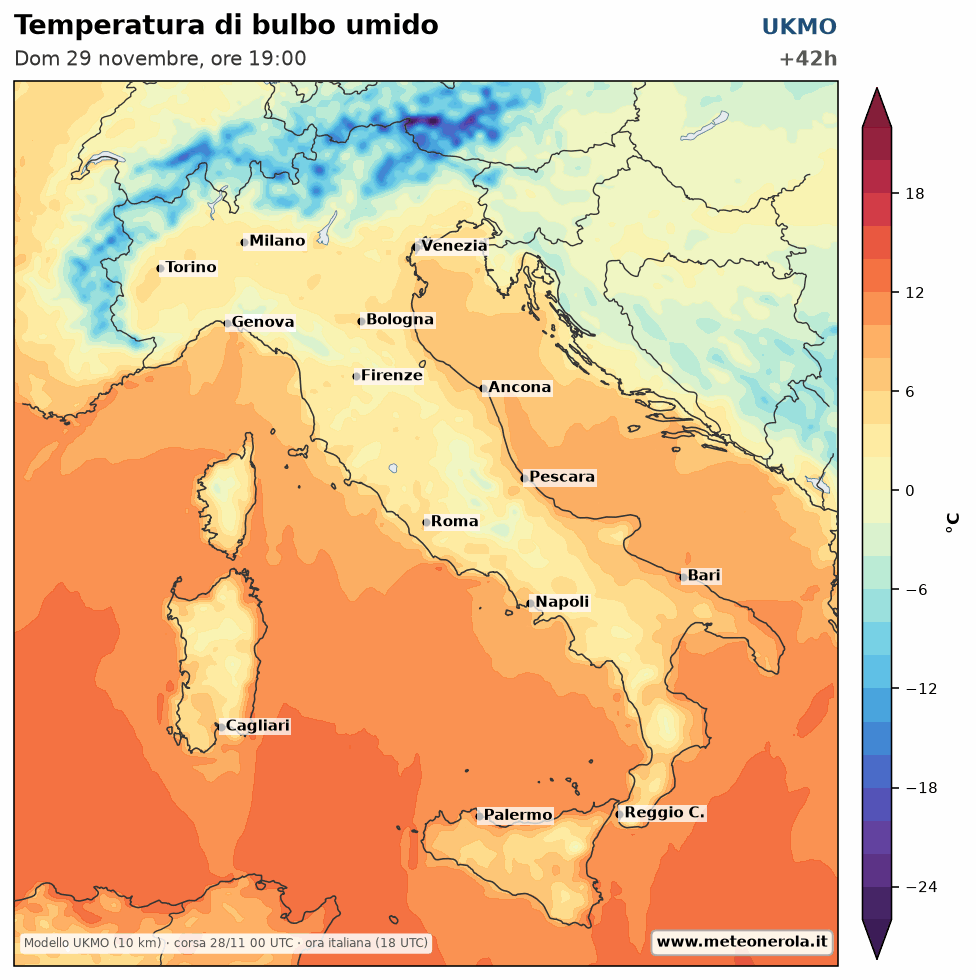 Temperatura di bulbo umido
UKMO
Dom 29 novembre, ore 19:00
+42h
Milano
Venezia
Torino
Genova
Bologna
Firenze
Ancona
Pescara
Roma
Bari
Napoli
Cagliari
Palermo
Reggio C.
18
12
6
0
−6
−12
−18
−24
°C
Modello UKMO (10 km) · corsa 28/11 00 UTC · ora italiana (18 UTC)
www.meteonerola.it